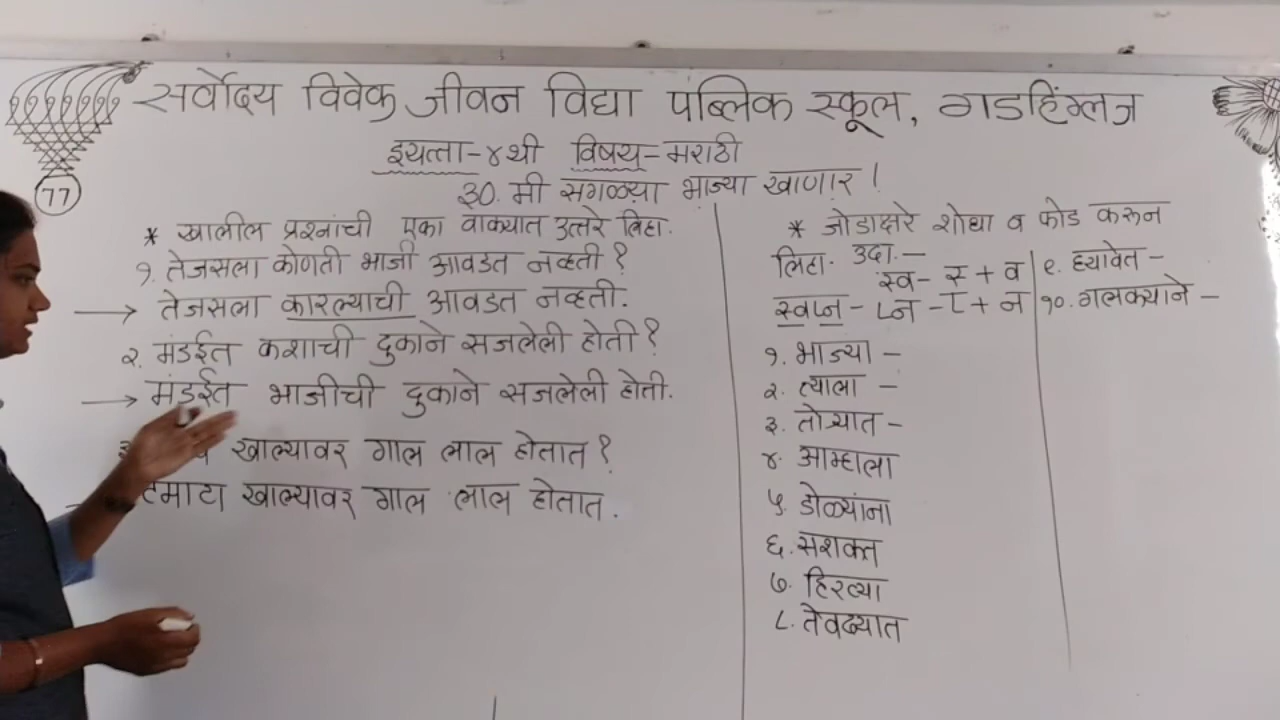 सर्वोदय विवेक जीवन विद्या पब्लिक स्कूल, गडहिंग्लज
इयत्ता-४थी विषय-मराठी
77
३०. मी सगळ्या भाज्या खाणार!
* खालील प्रश्नांची एका वाक्यात उत्तरे लिहा.
१. तेजसला कोणती भाजी आवडत नव्हती?
→ तेजसला कारल्याची आवडत नव्हती.
२. मंडईत कशाची दुकाने सजलेली होती?
→ मंडईत भाजीची दुकाने सजलेली होती.
खाल्यावर गाल लाल होतात?
टमाटा खाल्यावर गाल लाल होतात.
* जोडाक्षरे शोधा व फोड करून
लिहा. उदा.-
स्व- स् + व
स्वप्न - प्न - प् + न
१. भाज्या -
२. त्याला -
३. तोऱ्यात -
४. आम्हाला
५. डोळ्यांना
६. सशक्त
७. हिरव्या
८. तेवढ्यात
९. ह्यावेत -
१०. गलक्याने -